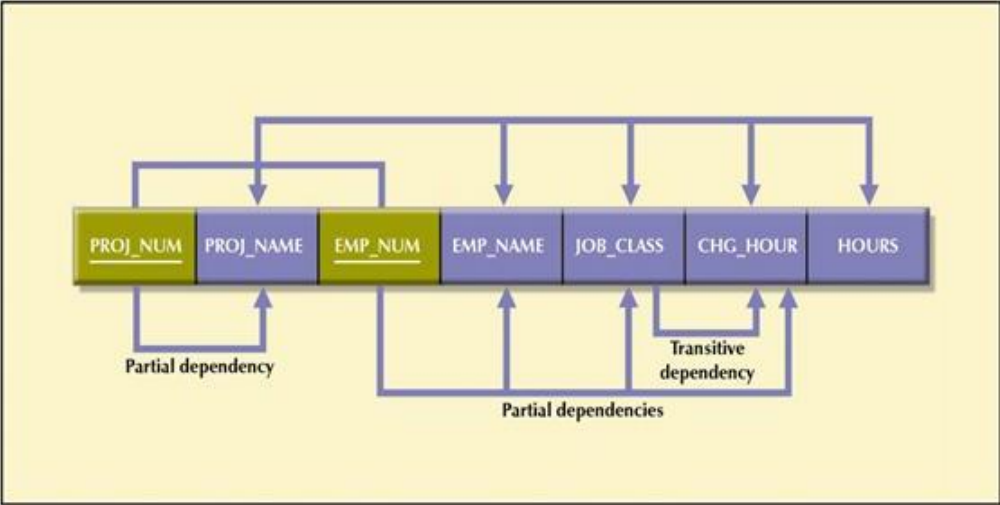 PROJ_NUM PROJ_NAME EMP_NUM EMP_NAME JOB_CLASS CHG_HOUR HOURS
Partial dependency
Transitive
dependency
Partial dependencies